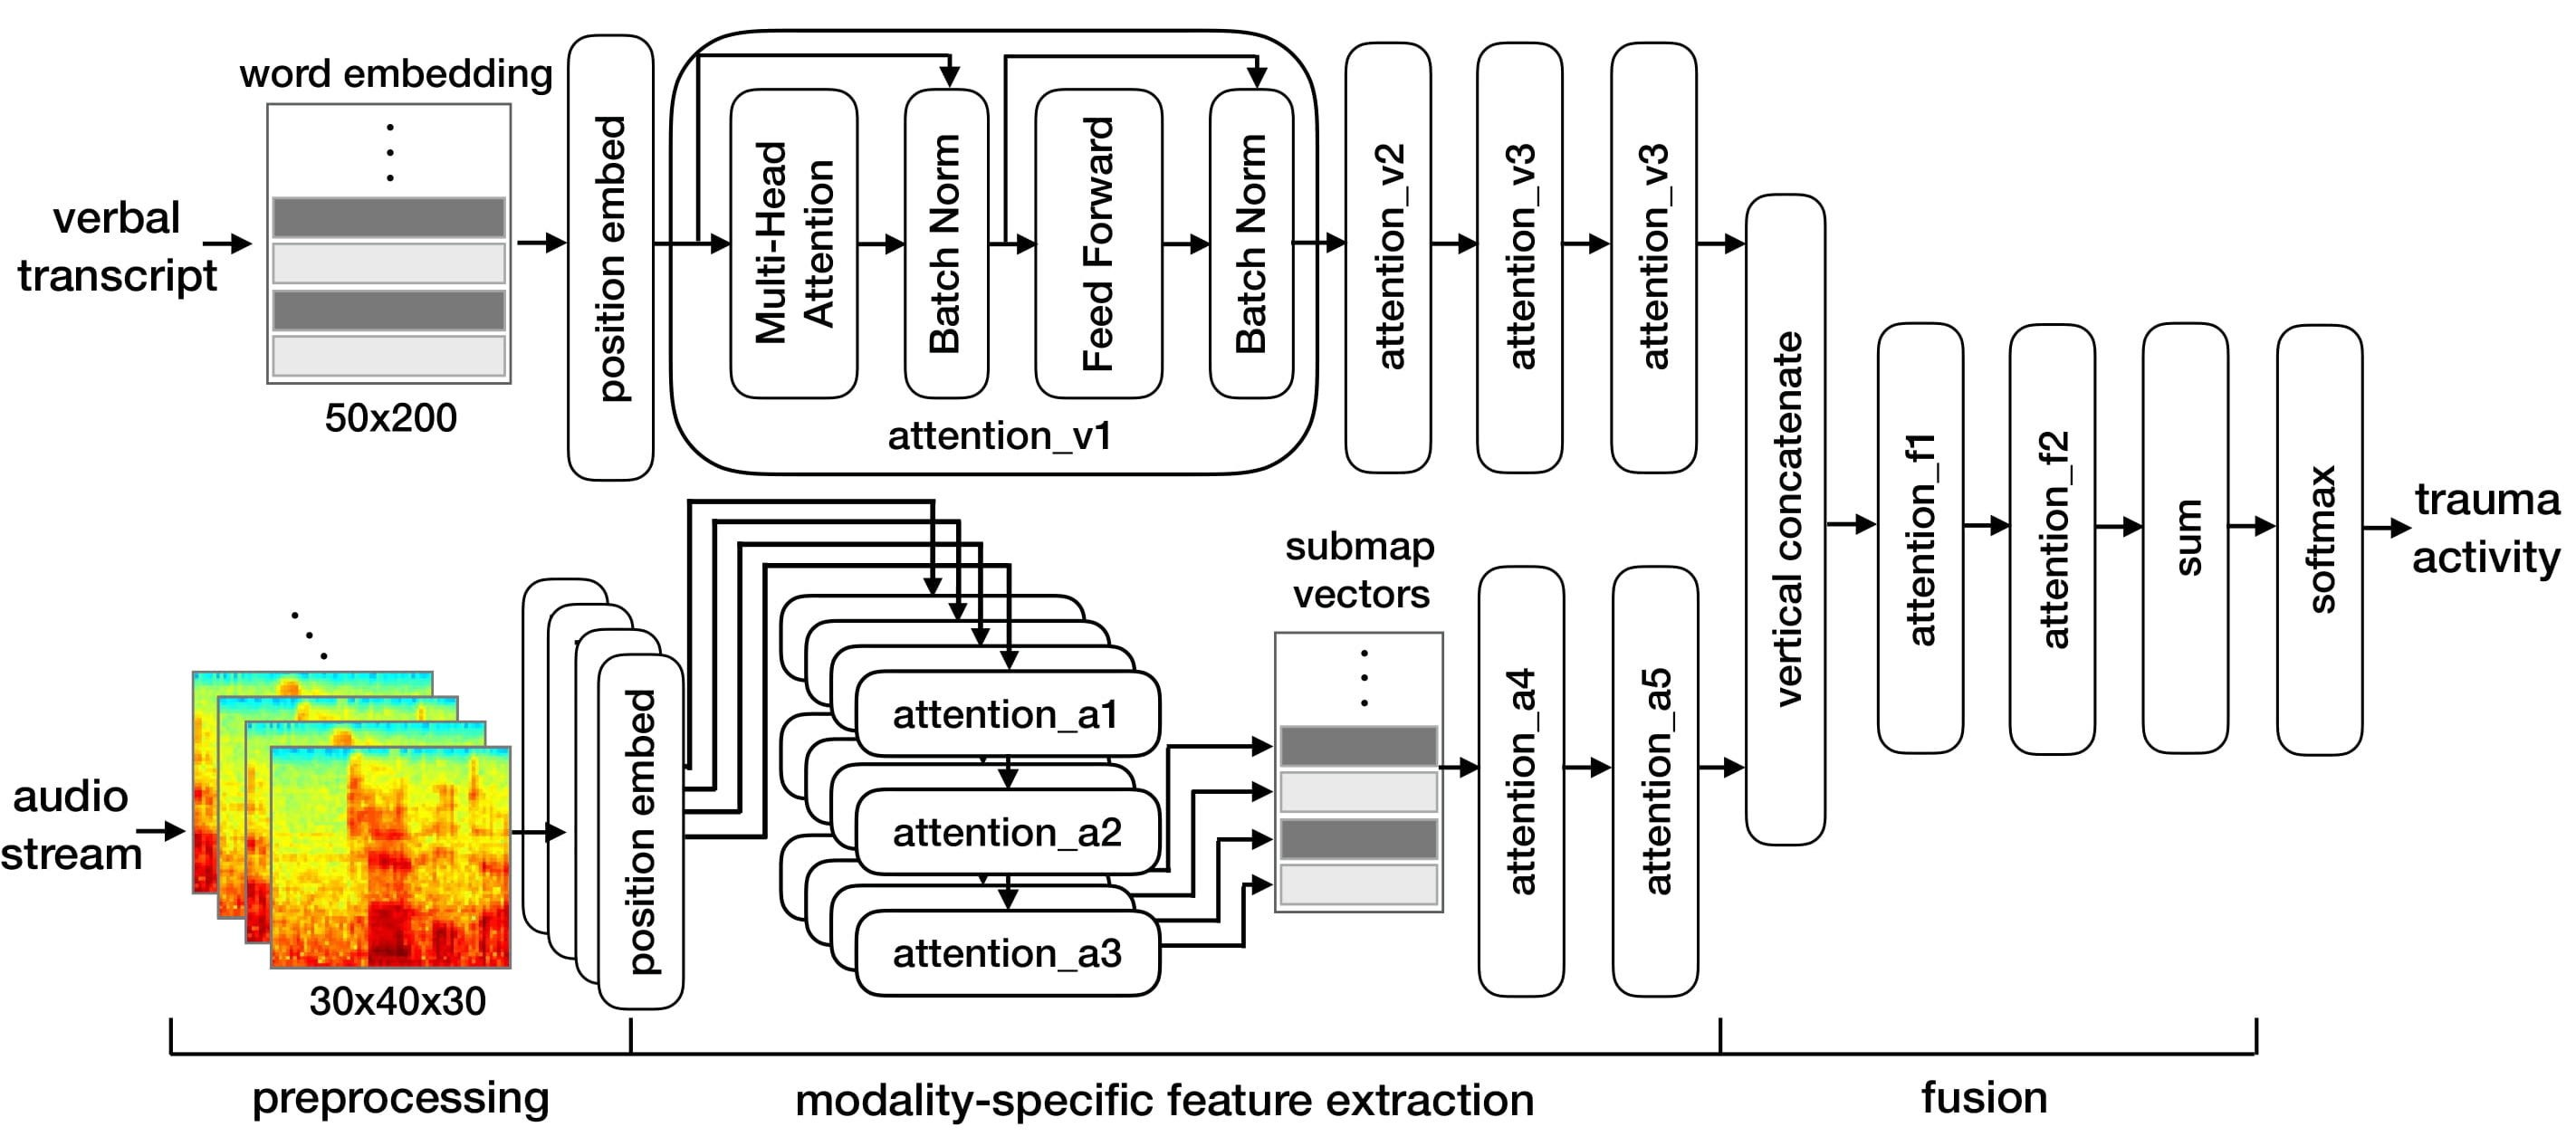 word embedding
verbal
transcript
50x200
position embed
Multi-Head
Attention
Batch Norm
Feed Forward
Batch Norm
attention_v1
attention_v2
attention_v3
attention_v3
audio
stream
30x40x30
position embed
attention_a1
attention_a2
attention_a3
submap
vectors
attention_a4
attention_a5
vertical concatenate
attention_f1
attention_f2
sum
softmax
trauma
activity
preprocessing
modality-specific feature extraction
fusion